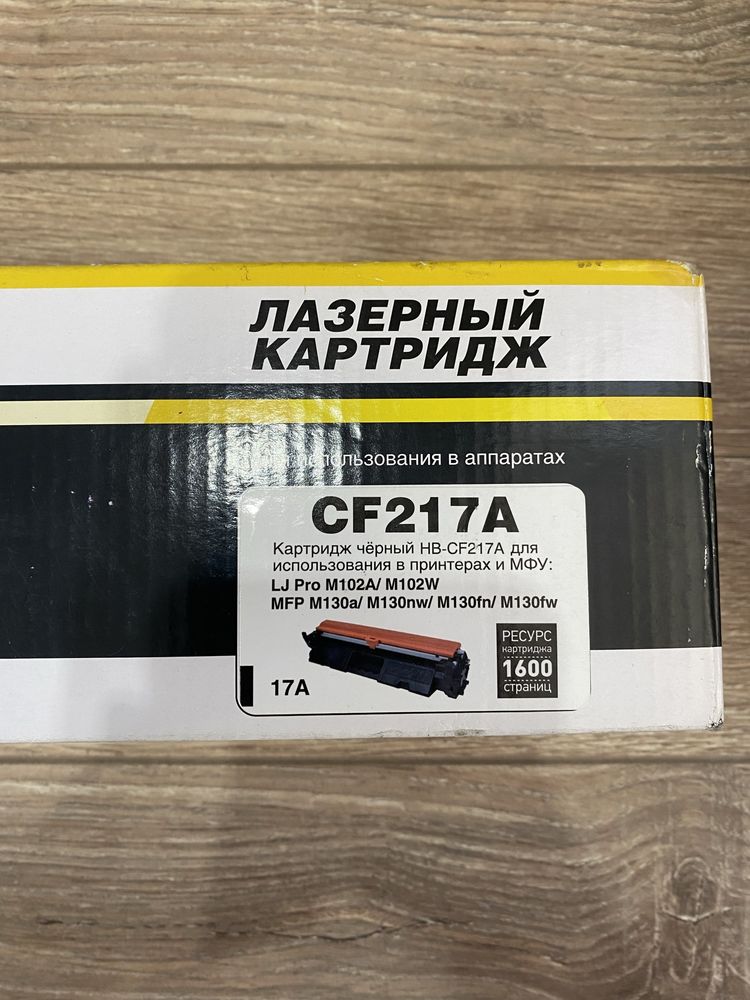 ЛАЗЕРНЫЙ
КАРТРИДЖ
использования в аппаратах
CF217A
Картридж чёрный HB-CF217A для
использования в принтерах и МФУ:
LJ Pro M102A/ M102W
MFP M130a/ M130nw/ M130fn/ M130fw
РЕСУРС
картриджа
1600
страниц
17A